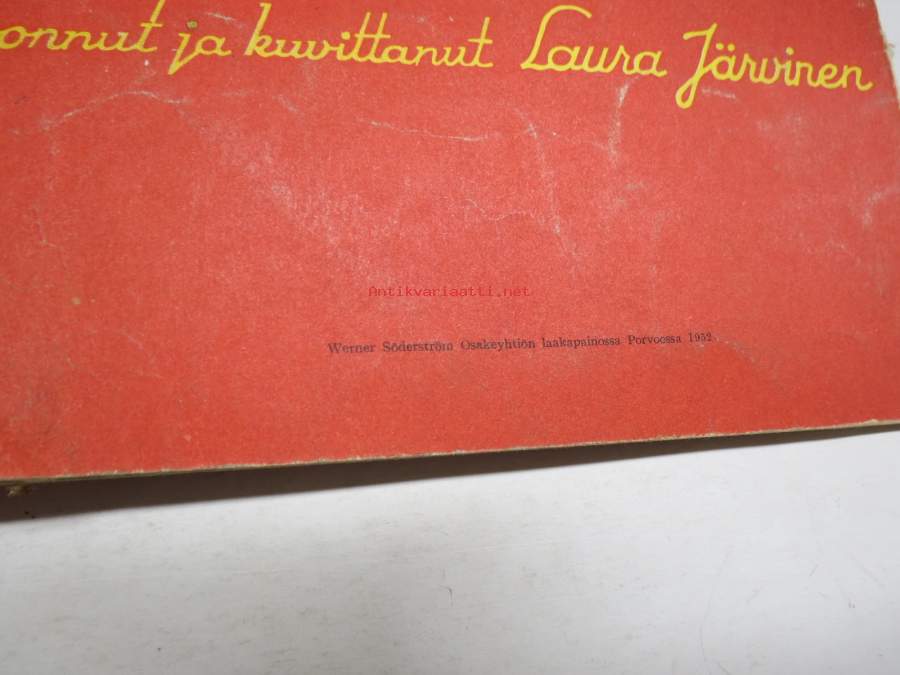 onnut ja kuvittanut Laura Järvinen
Antikvariaatti.net
Werner Söderström Osakeyhtiön laakapainossa Porvoossa 1952